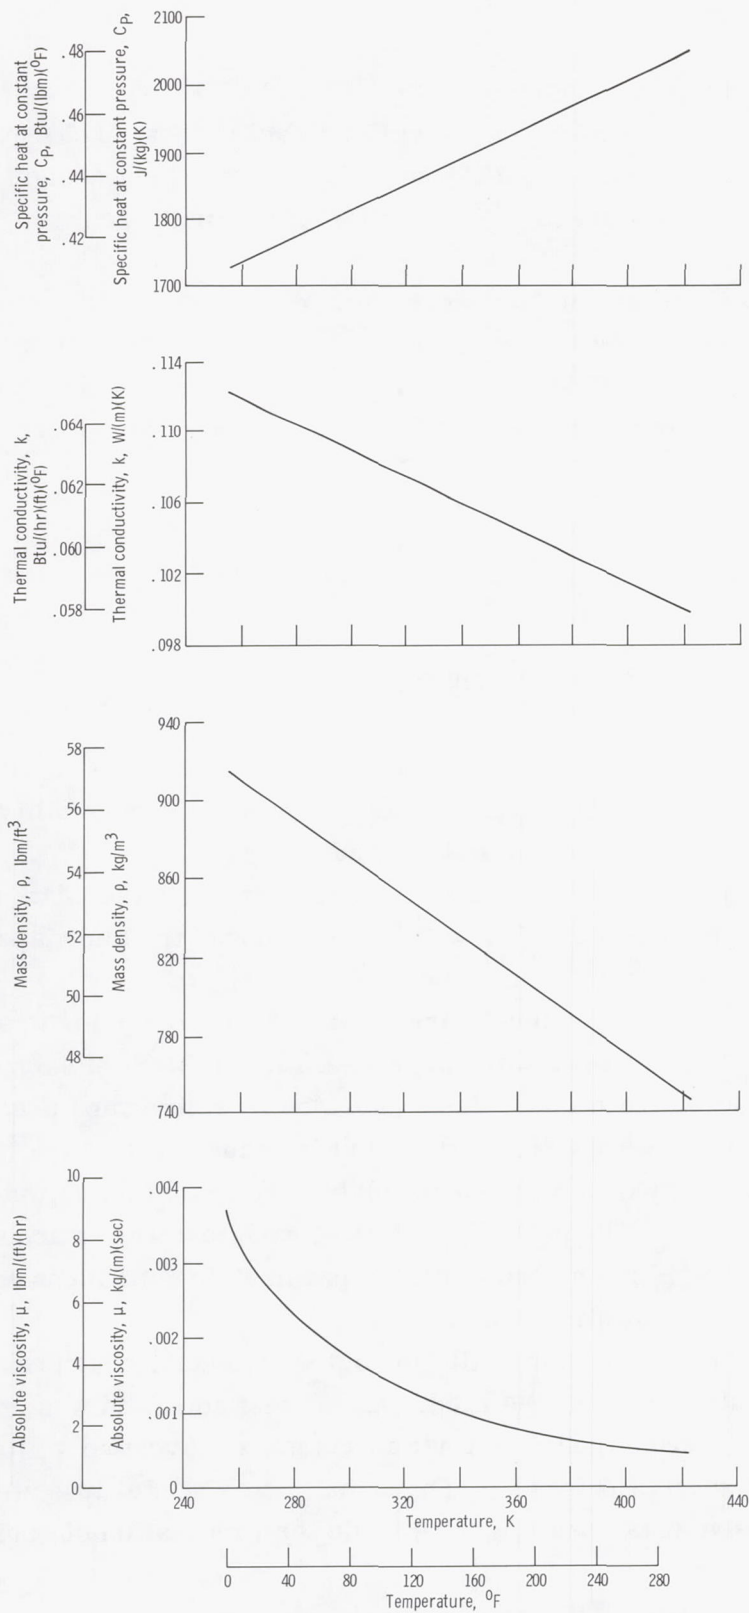 Specific heat at constant
pressure, CP, Btu/(lbm)(°F)
.48
.46
.44
.42
Specific heat at constant pressure, CP,
J/(kg)(K)
2100
2000
1900
1800
1700
Thermal conductivity, k,
Btu/(hr)(ft)(°F)
.064
.062
.060
.058
Thermal conductivity, k, W/(m)(K)
.114
.110
.106
.102
.098
Mass density, ρ, lbm/ft3
58
56
54
52
50
48
Mass density, ρ, kg/m3
940
900
860
820
780
740
Absolute viscosity, μ, lbm/(ft)(hr)
10
8
6
4
2
0
Absolute viscosity, μ, kg/(m)(sec)
.004
.003
.002
.001
0
240 280 320 360 400 440
Temperature, K
0 40 80 120 160 200 240 280
Temperature, °F